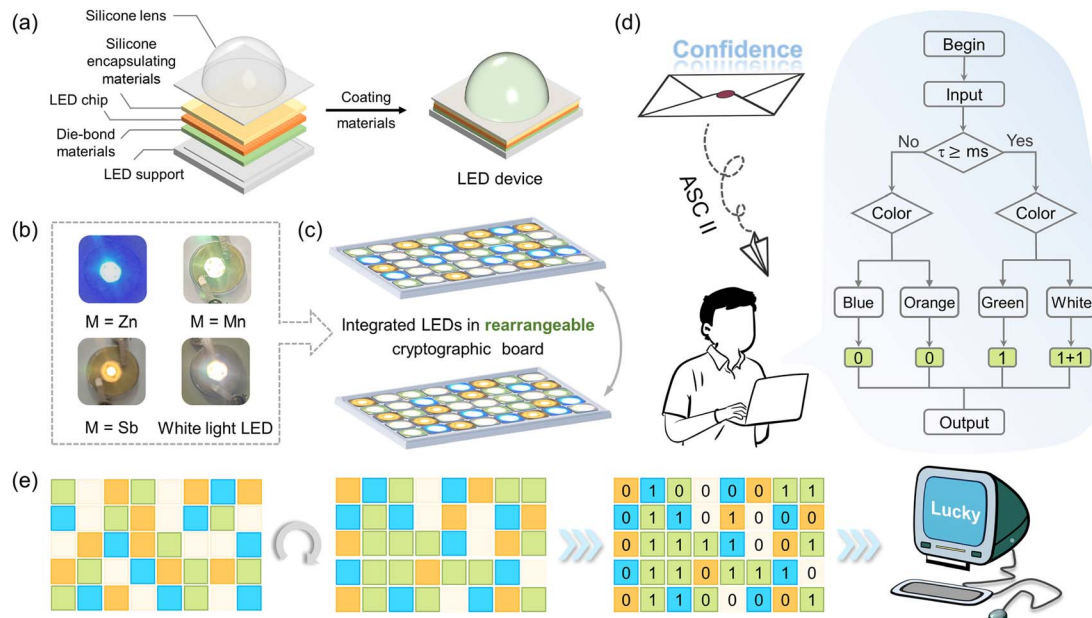 (a)
Silicone lens
Silicone
encapsulating
materials
LED chip
Die-bond
materials
LED support
Coating
materials
LED device
(b)
M = Zn
M = Mn
M = Sb
White light LED
(c)
Integrated LEDs in rearrangeable
cryptographic board
(d)
Confidence
ASC II
Begin
Input
No
τ ≥ ms
Yes
Color
Color
Blue
Orange
Green
White
0
0
1
1+1
Output
(e)
0 1 0 0 0 0 1 1
0 1 1 0 1 0 0 0
0 1 1 1 1 0 0 1
0 1 1 0 1 1 1 0
0 1 1 0 0 0 0 1
Lucky